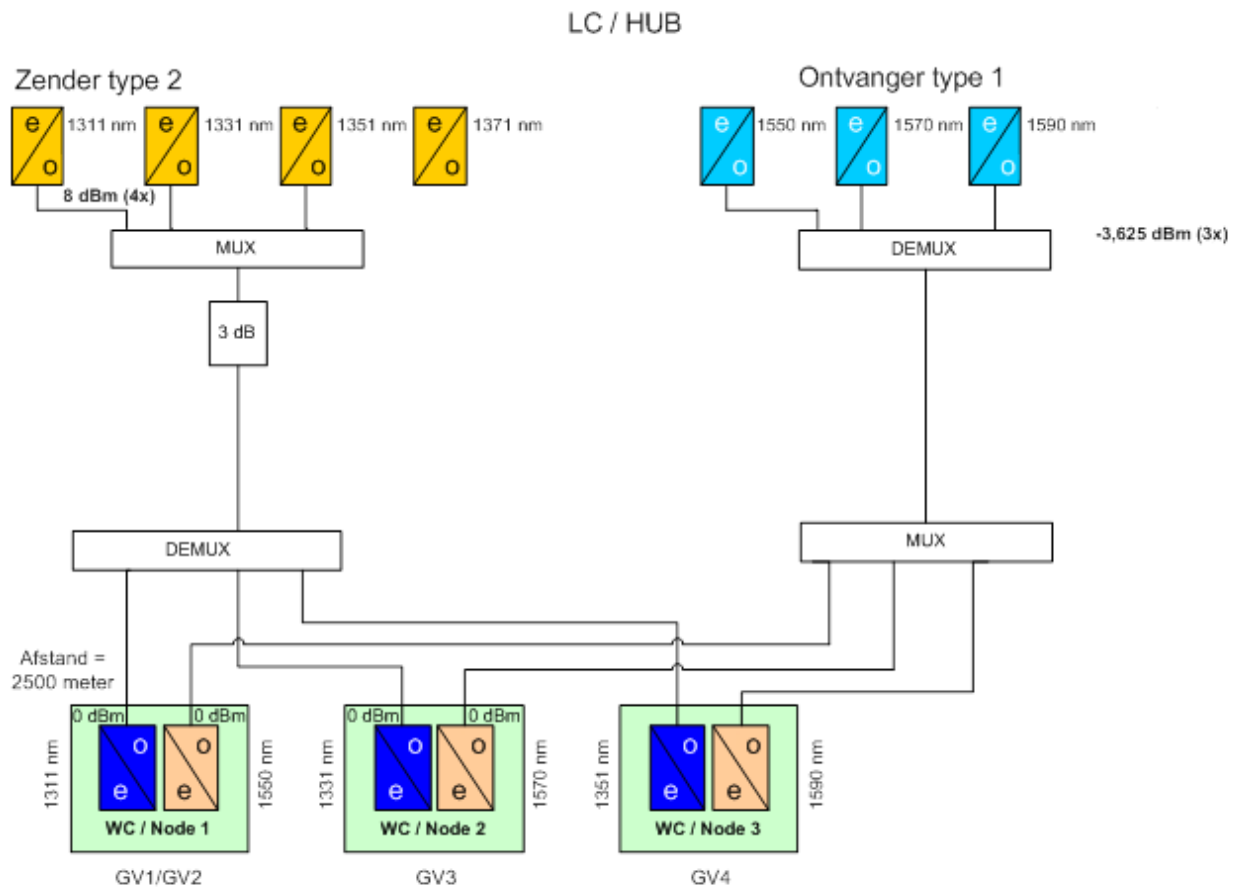 LC / HUB
Zender type 2
Ontvanger type 1
e
o
1311 nm
e
o
1331 nm
e
o
1351 nm
e
o
1371 nm
e
o
1550 nm
e
o
1570 nm
e
o
1590 nm
8 dBm (4x)
MUX
DEMUX
-3,625 dBm (3x)
3 dB
DEMUX
MUX
Afstand =
2500 meter
0 dBm
0 dBm
0 dBm
0 dBm
1311 nm
o
e
o
e
1550 nm
1331 nm
o
e
o
e
1570 nm
1351 nm
o
e
o
e
1590 nm
WC / Node 1
WC / Node 2
WC / Node 3
GV1/GV2
GV3
GV4